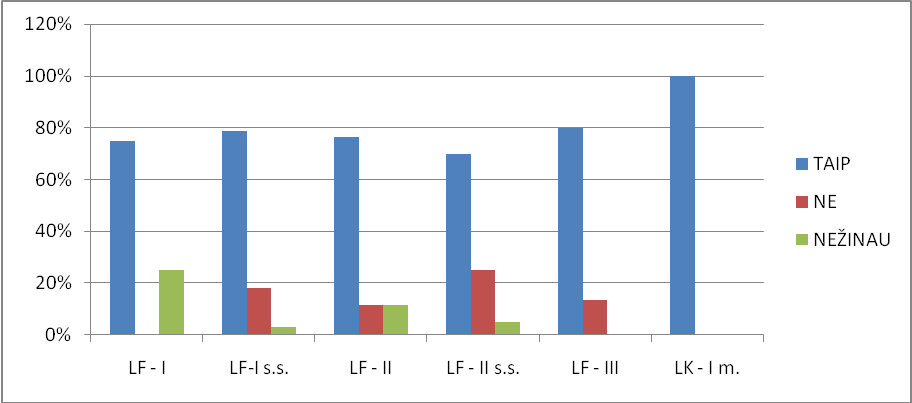 120%
100%
80%
60%
40%
20%
0%
LF - I
LF-I s.s.
LF - II
LF - II s.s.
LF - III
LK - I m.
TAIP
NE
NEŽINAU